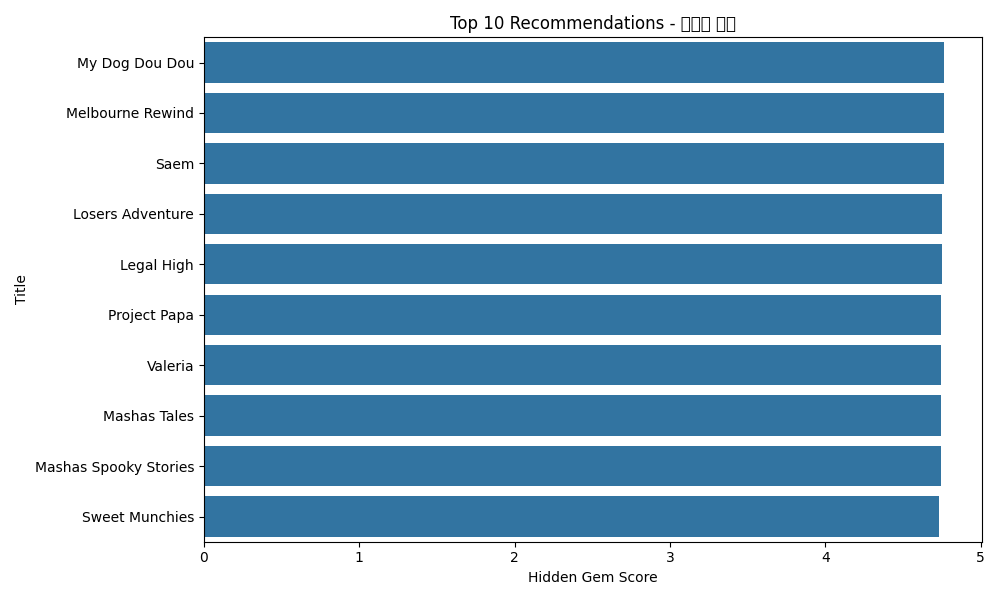 Top 10 Recommendations -
My Dog Dou Dou
Melbourne Rewind
Saem
Losers Adventure
Legal High
Project Papa
Valeria
Mashas Tales
Mashas Spooky Stories
Sweet Munchies
Title
0 1 2 3 4 5
Hidden Gem Score